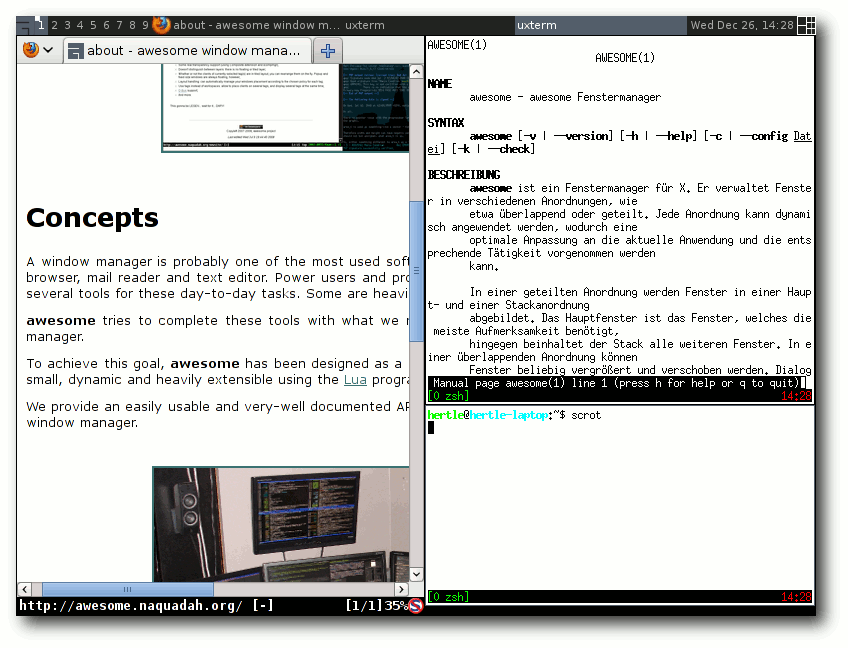 1 2 3 4 5 6 7 8 9 about - awesome window m... uxterm uxterm Wed Dec 26, 14:28
about - awesome window mana...
Concepts
A window manager is probably one of the most used soft
browser, mail reader and text editor. Power users and pro
several tools for these day-to-day tasks. Some are heavi
awesome tries to complete these tools with what we
manager.
To achieve this goal, awesome has been designed as a
small, dynamic and heavily extensible using the Lua progra
We provide an easily usable and very-well documented AP
window manager.
http://awesome.naquadah.org/ [-] [1/1]35%
AWESOME(1)
AWESOME(1)
NAME
awesome - awesome Fenstermanager
SYNTAX
awesome [-v | --version] [-h | --help] [-c | --config Dat
ei] [-k | --check]
BESCHREIBUNG
awesome ist ein Fenstermanager für X. Er verwaltet Fenste
r in verschiedenen Anordnungen, wie
etwa überlappend oder geteilt. Jede Anordnung kann dynami
sch angewendet werden, wodurch eine
optimale Anpassung an die aktuelle Anwendung und die ents
prechende Tätigkeit vorgenommen werden
kann.
In einer geteilten Anordnung werden Fenster in einer Haup
t- und einer Stackanordnung
abgebildet. Das Hauptfenster ist das Fenster, welches die
meiste Aufmerksamkeit benötigt,
hingegen beinhaltet der Stack alle weiteren Fenster. In e
iner überlappenden Anordnung können
Fenster beliebig vergrößert und verschoben werden. Dialog
Manual page awesome(1) line 1 (press h for help or q to quit)
[0 zsh] 14:28
hertle@hertle-laptop:~$ scrot
[0 zsh] 14:28